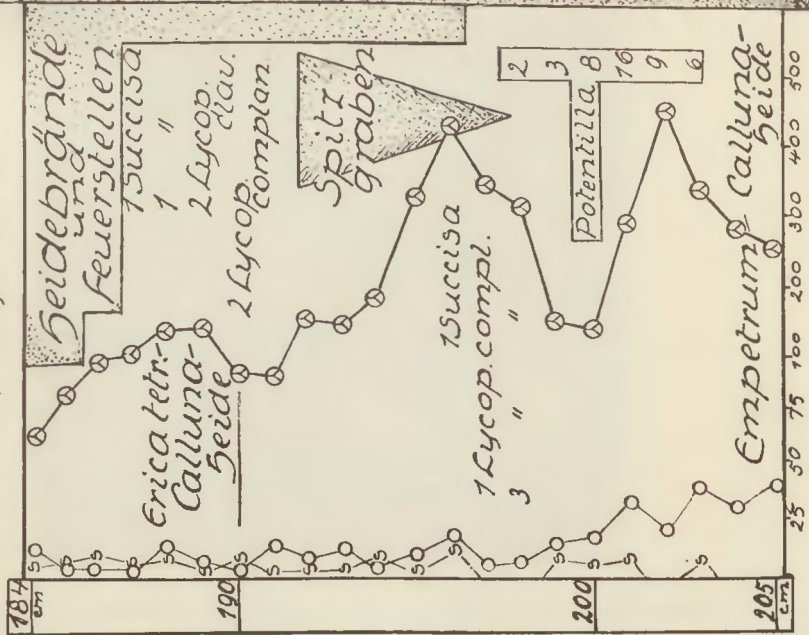 Heidebrände
und
Feuerstellen
1 Succisa
1 "
2 Lycop.
clav.
2 Lycop.
complan
Spitz
graben
Erica tetr.-
Calluna-
Heide
1 Succisa
1 Lycop. compl.
3 "
Potentilla
2
3
8
16
9
6
Empetrum
Calluna-
Heide
25 50 75 100 200 300 400 500
184
cm
190
200
205
cm